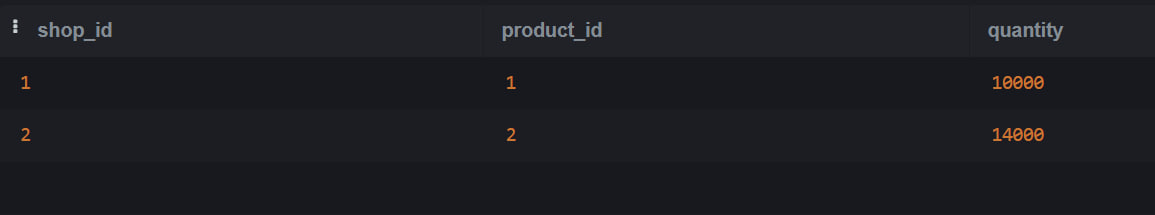 shop_id product_id quantity
1 1 10000
2 2 14000